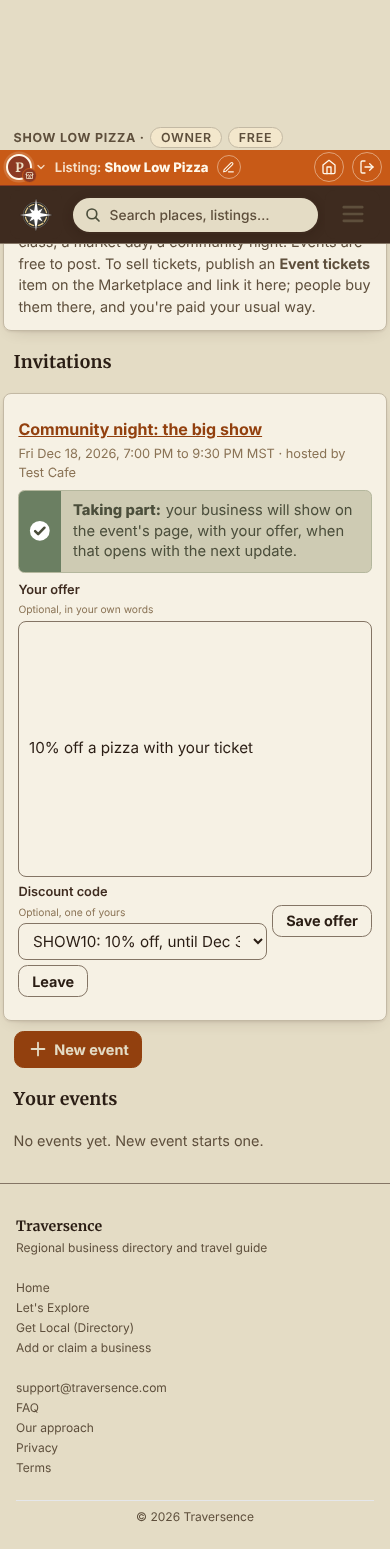 SHOW LOW PIZZA · OWNER FREE
P Listing: Show Low Pizza
Search places, listings...
class, a market day, a community night. Events are
free to post. To sell tickets, publish an Event tickets
item on the Marketplace and link it here; people buy
them there, and you're paid your usual way.
Invitations
Community night: the big show
Fri Dec 18, 2026, 7:00 PM to 9:30 PM MST · hosted by
Test Cafe
Taking part: your business will show on
the event's page, with your offer, when
that opens with the next update.
Your offer
Optional, in your own words
10% off a pizza with your ticket
Discount code
Optional, one of yours
SHOW10: 10% off, until Dec
Save offer
Leave
New event
Your events
No events yet. New event starts one.
Traversence
Regional business directory and travel guide
Home
Let's Explore
Get Local (Directory)
Add or claim a business
support@traversence.com
FAQ
Our approach
Privacy
Terms
© 2026 Traversence